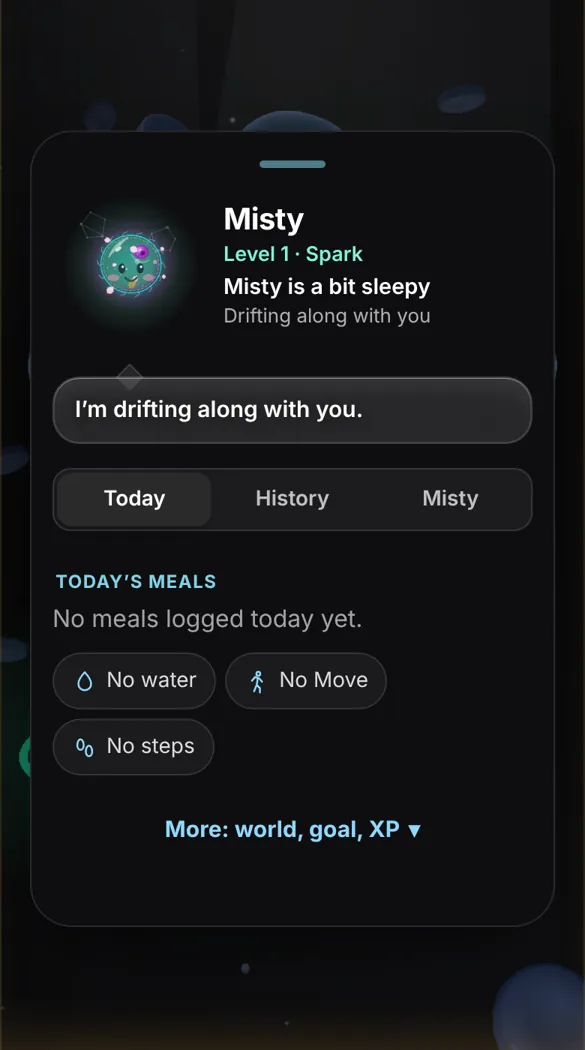 Misty
Level 1 · Spark
Misty is a bit sleepy
Drifting along with you
I’m drifting along with you.
Today
History
Misty
TODAY’S MEALS
No meals logged today yet.
No water
No Move
No steps
More: world, goal, XP ▼